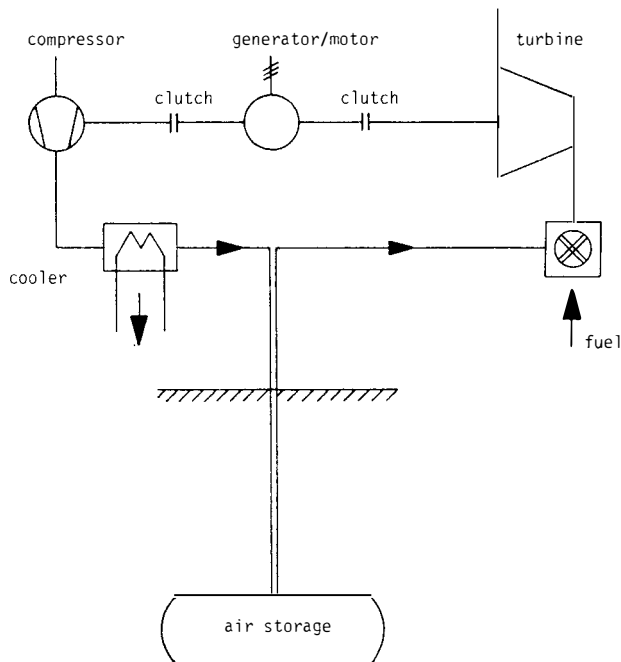 compressor
generator/motor
turbine
clutch
clutch
cooler
fuel
air storage